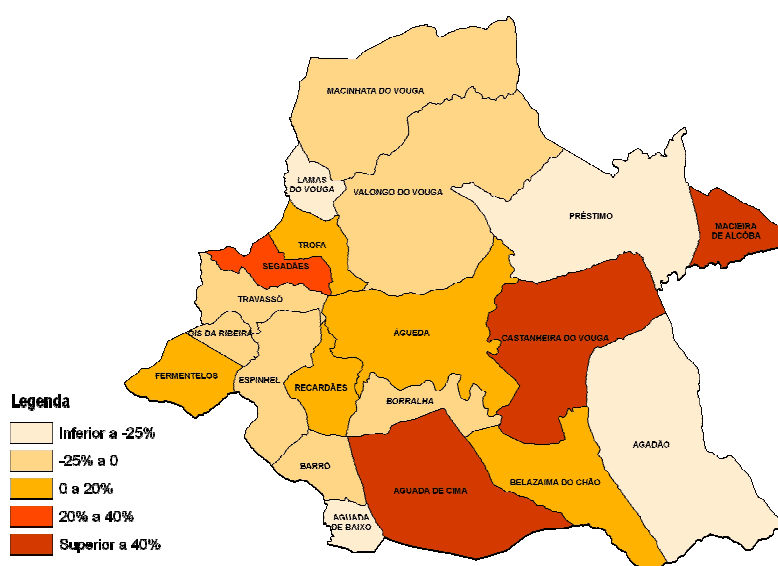 MACINHATA DO VOUGA
LAMAS
DO VOUGA
VALONGO DO VOUGA
PRÉSTIMO
MACIEIRA
DE ALCÔBA
TROFA
SEGADÃES
TRAVASSÔ
ÁGUEDA
CASTANHEIRA DO VOUGA
ÓIS DA RIBEIRA
FERMENTELOS
ESPINHEL
RECARDÃES
BORRALHA
AGADÃO
BARRÔ
AGUADA DE CIMA
BELAZAIMA DO CHÃO
AGUADA
DE BAIXO
Legenda
Inferior a -25%
-25% a 0
0 a 20%
20% a 40%
Superior a 40%